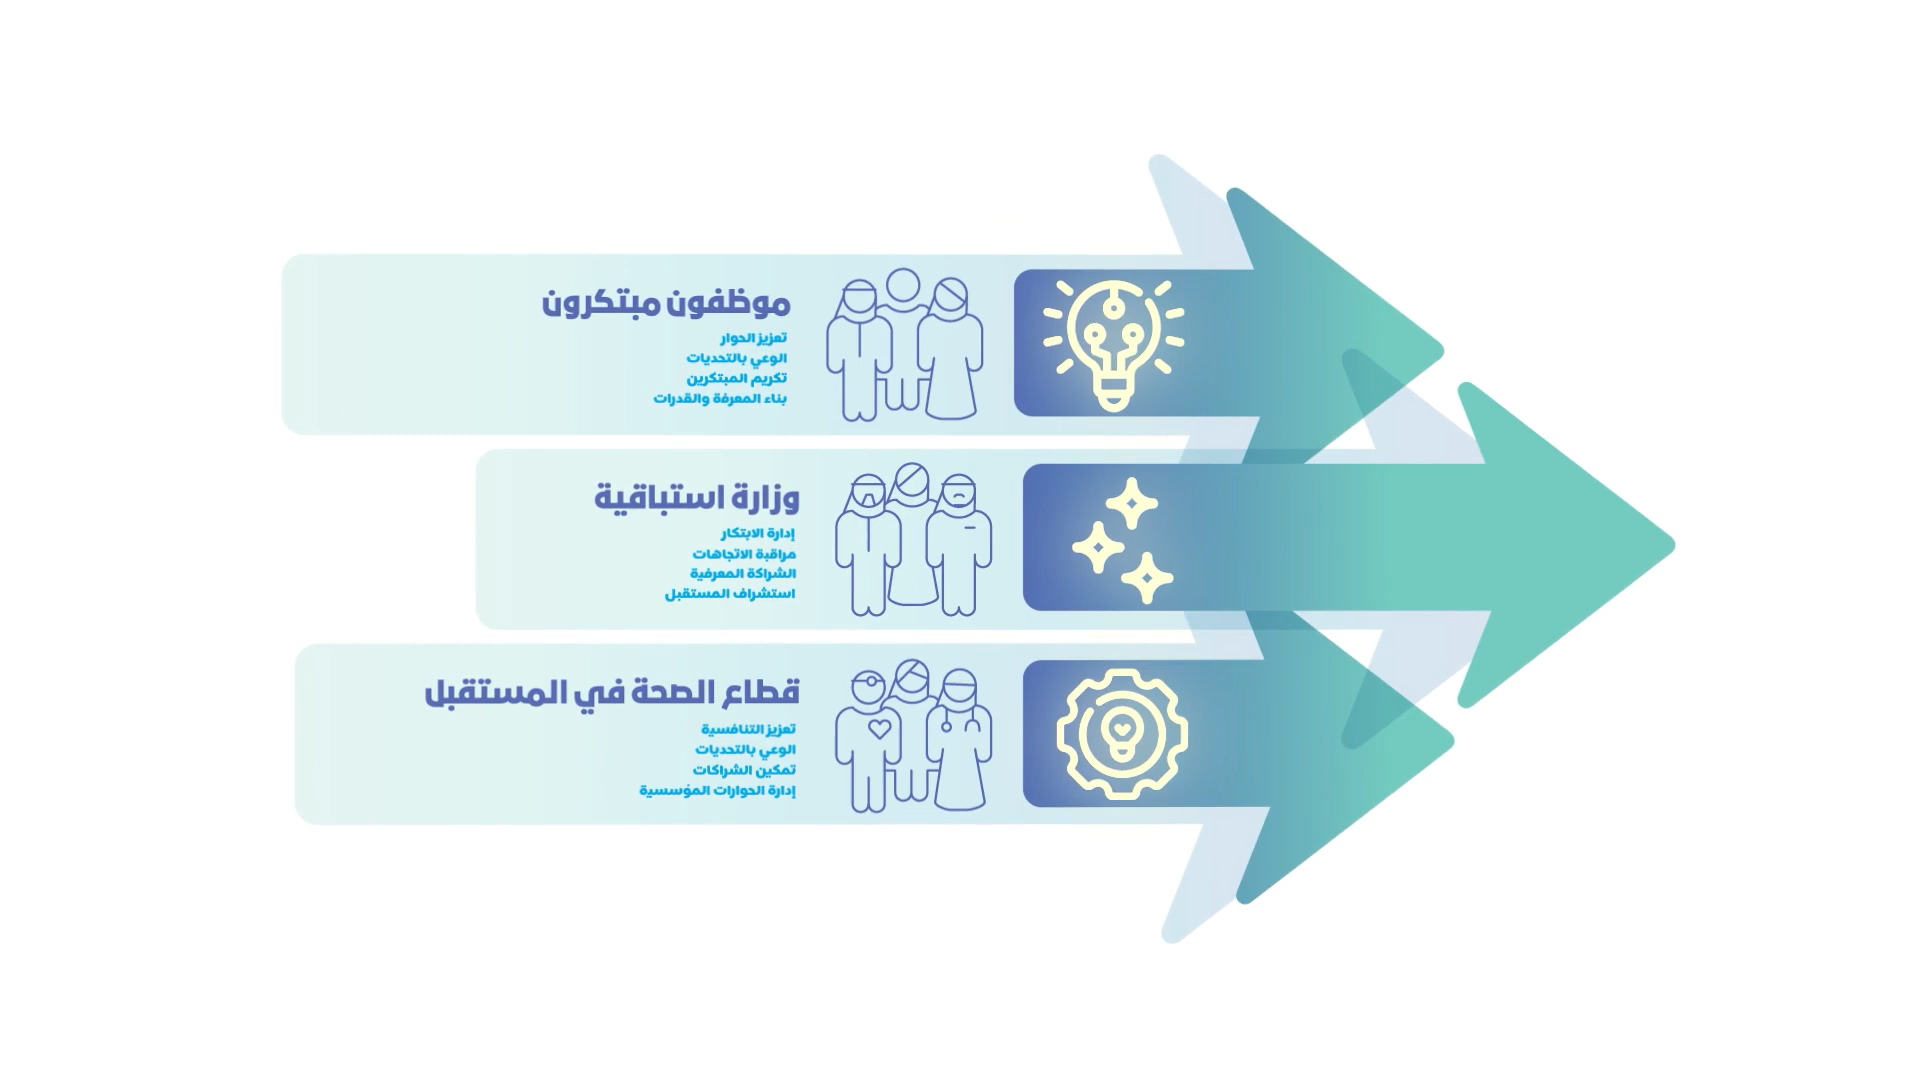 موظفون مبتكرون
تعزيز الحوار
الوعي بالتحديات
تكريم المبتكرين
بناء المعرفة والقدرات
وزارة استباقية
إدارة الابتكار
مراقبة الاتجاهات
الشراكة المعرفية
استشراف المستقبل
قطاع الصحة في المستقبل
تعزيز التنافسية
الوعي بالتحديات
تمكين الشراكات
إدارة الحوارات المؤسسية